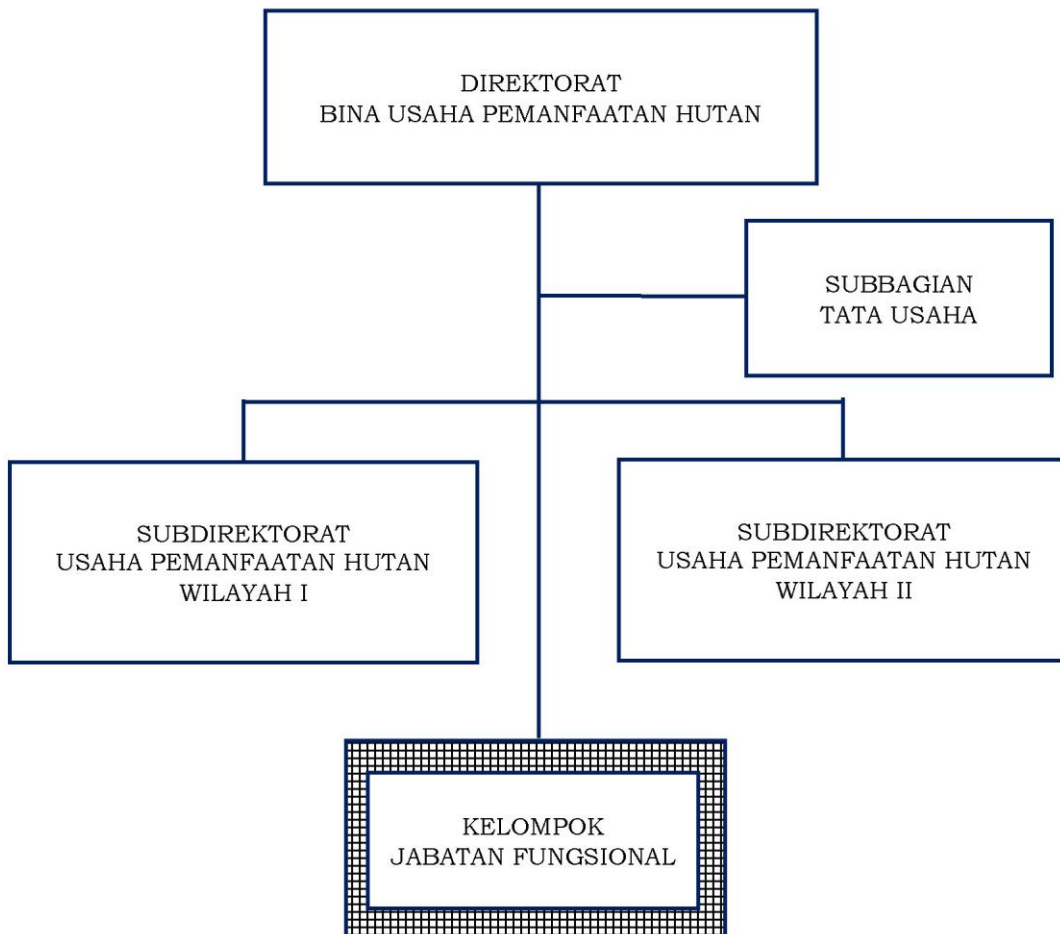 DIREKTORAT
BINA USAHA PEMANFAATAN HUTAN
SUBBAGIAN
TATA USAHA
SUBDIREKTORAT
USAHA PEMANFAATAN HUTAN
WILAYAH I
SUBDIREKTORAT
USAHA PEMANFAATAN HUTAN
WILAYAH II
KELOMPOK
JABATAN FUNGSIONAL